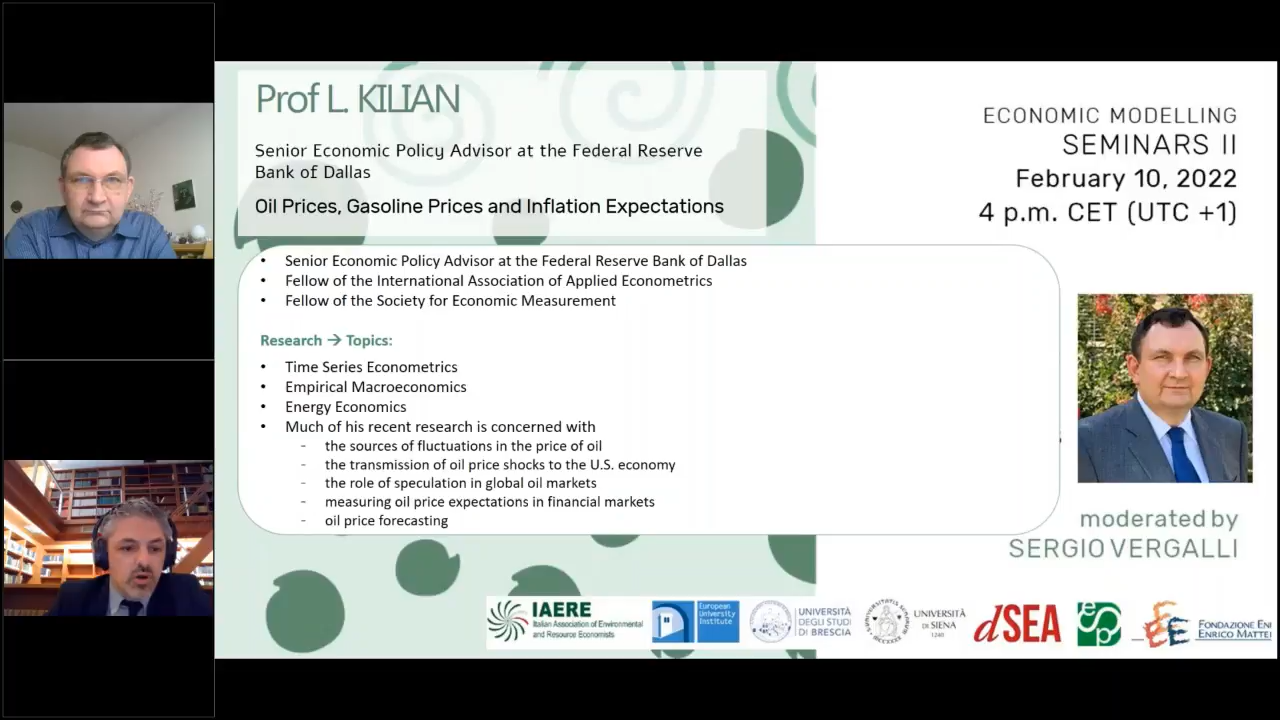 Prof L. KILIAN
Senior Economic Policy Advisor at the Federal Reserve
Bank of Dallas
Oil Prices, Gasoline Prices and Inflation Expectations
ECONOMIC MODELLING
SEMINARS II
February 10, 2022
4 p.m. CET (UTC +1)
• Senior Economic Policy Advisor at the Federal Reserve Bank of Dallas
• Fellow of the International Association of Applied Econometrics
• Fellow of the Society for Economic Measurement
Research → Topics:
• Time Series Econometrics
• Empirical Macroeconomics
• Energy Economics
• Much of his recent research is concerned with
- the sources of fluctuations in the price of oil
- the transmission of oil price shocks to the U.S. economy
- the role of speculation in global oil markets
- measuring oil price expectations in financial markets
- oil price forecasting
moderated by
SERGIO VERGALLI
IAERE
Italian Association of Environmental
and Resource Economists
European
University
Institute
UNIVERSITÀ
DEGLI STUDI
DI BRESCIA
UNIVERSITÀ
DI SIENA
1240
dSEA
FONDAZIONE ENI
ENRICO MATTEI